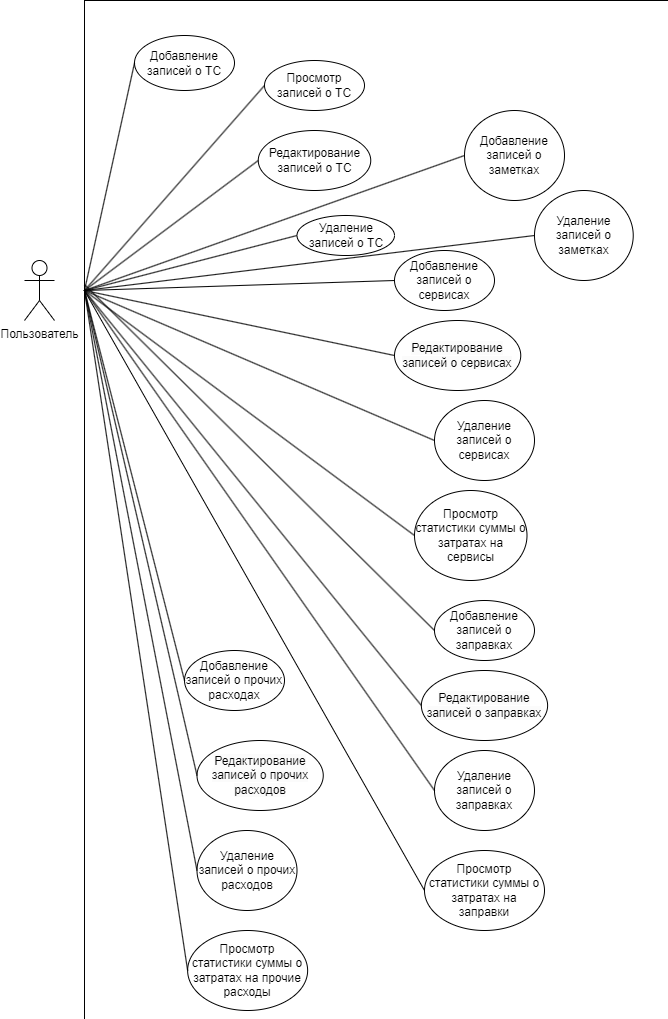 Добавление
записей о ТС
Просмотр
записей о ТС
Редактирование
записей о ТС
Добавление
записей о
заметках
Удаление
записей о ТС
Удаление
записей о
заметках
Добавление
записей о
сервисах
Пользователь
Редактирование
записей о сервисах
Удаление
записей о
сервисах
Просмотр
статистики суммы о
затратах на
сервисы
Добавление
записей о
заправках
Добавление
записей о прочих
расходах
Редактирование
записей о заправках
Редактирование
записей о прочих
расходов
Удаление
записей о
заправках
Удаление
записей о прочих
расходов
Просмотр
статистики суммы о
затратах на
заправки
Просмотр
статистики суммы о
затратах на прочие
расходы